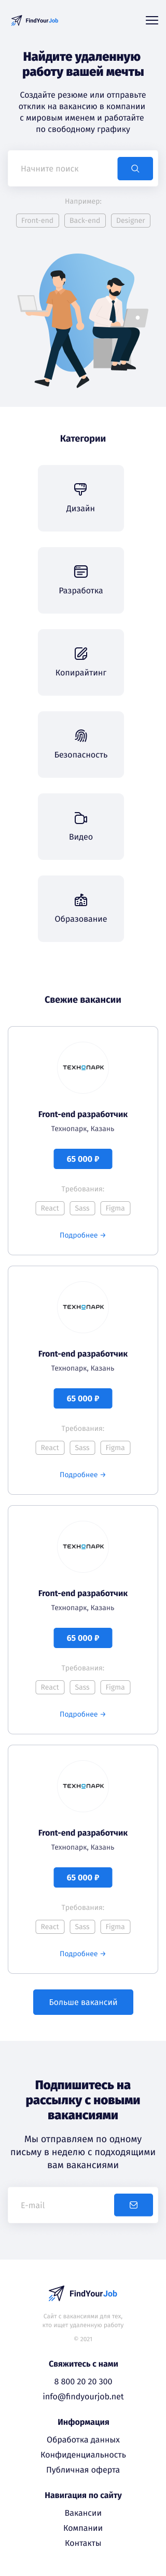 FindYourJob
Найдите удаленную
работу вашей мечты
Создайте резюме или отправьте
отклик на вакансию в компании
с мировым именем и работайте
по свободному графику
Начните поиск
Например:
Front-end
Back-end
Designer
Категории
Дизайн
Разработка
Копирайтинг
Безопасность
Видео
Образование
Свежие вакансии
ТЕХНОПАРК
Front-end разработчик
Технопарк, Казань
65 000 ₽
Требования:
React
Sass
Figma
Подробнее →
ТЕХНОПАРК
Front-end разработчик
Технопарк, Казань
65 000 ₽
Требования:
React
Sass
Figma
Подробнее →
ТЕХНОПАРК
Front-end разработчик
Технопарк, Казань
65 000 ₽
Требования:
React
Sass
Figma
Подробнее →
ТЕХНОПАРК
Front-end разработчик
Технопарк, Казань
65 000 ₽
Требования:
React
Sass
Figma
Подробнее →
Больше вакансий
Подпишитесь на
рассылку с новыми
вакансиями
Мы отправляем по одному
письму в неделю с подходящими
вам вакансиями
E-mail
FindYourJob
Сайт с вакансиями для тех,
кто ищет удаленную работу
© 2021
Свяжитесь с нами
8 800 20 20 300
info@findyourjob.net
Информация
Обработка данных
Конфиденциальность
Публичная оферта
Навигация по сайту
Вакансии
Компании
Контакты